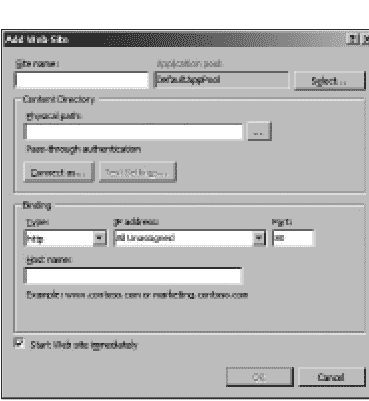 Add Web Site
Site name: Application pool:
DefaultAppPool Select...
Content Directory
Physical path:
...
Pass-through authentication
Connect as... Test Settings...
Binding
Type: IP address: Port:
http All Unassigned 80
Host name:
Example: www.contoso.com or marketing.contoso.com
Start Web site immediately
OK Cancel